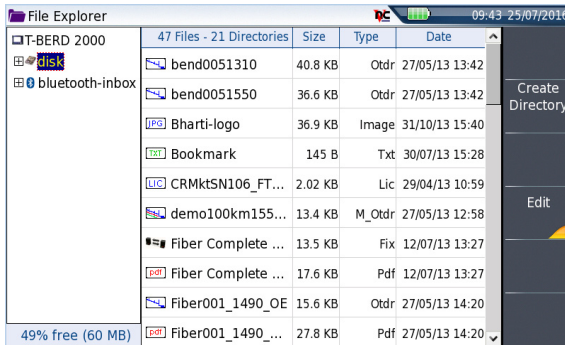 File Explorer
09:43 25/07/2016
T-BERD 2000
disk
bluetooth-inbox
49% free (60 MB)
47 Files - 21 Directories Size Type Date
bend0051310 40.8 KB Otdr 27/05/13 13:42
bend0051550 36.6 KB Otdr 27/05/13 13:42
JPG Bharti-logo 36.9 KB Image 31/10/13 15:40
TXT Bookmark 145 B Txt 30/07/13 15:28
LIC CRMktSN106_FT... 2.02 KB Lic 29/04/13 10:59
demo100km155... 13.4 KB M_Otdr 27/05/13 12:58
Fiber Complete ... 13.5 KB Fix 12/07/13 13:27
pdf Fiber Complete ... 17.6 KB Pdf 12/07/13 13:27
Fiber001_1490_OE 15.6 KB Otdr 27/05/13 14:20
pdf Fiber001_1490_... 27.8 KB Pdf 27/05/13 14:20
Create
Directory
Edit